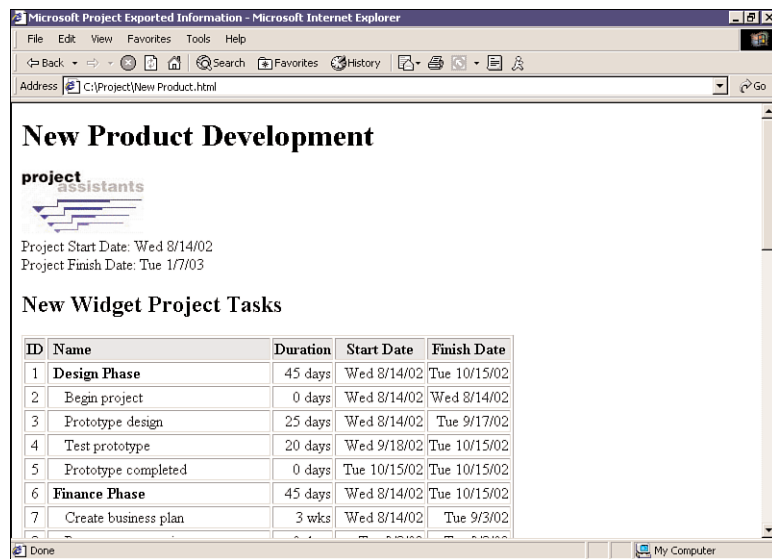 Microsoft Project Exported Information - Microsoft Internet Explorer
File Edit View Favorites Tools Help
Back Search Favorites History
Address C:\Project\New Product.html Go
New Product Development
project
assistants
Project Start Date: Wed 8/14/02
Project Finish Date: Tue 1/7/03
New Widget Project Tasks
ID Name Duration Start Date Finish Date
1 Design Phase 45 days Wed 8/14/02 Tue 10/15/02
2 Begin project 0 days Wed 8/14/02 Wed 8/14/02
3 Prototype design 25 days Wed 8/14/02 Tue 9/17/02
4 Test prototype 20 days Wed 9/18/02 Tue 10/15/02
5 Prototype completed 0 days Tue 10/15/02 Tue 10/15/02
6 Finance Phase 45 days Wed 8/14/02 Tue 10/15/02
7 Create business plan 3 wks Wed 8/14/02 Tue 9/3/02
Done My Computer